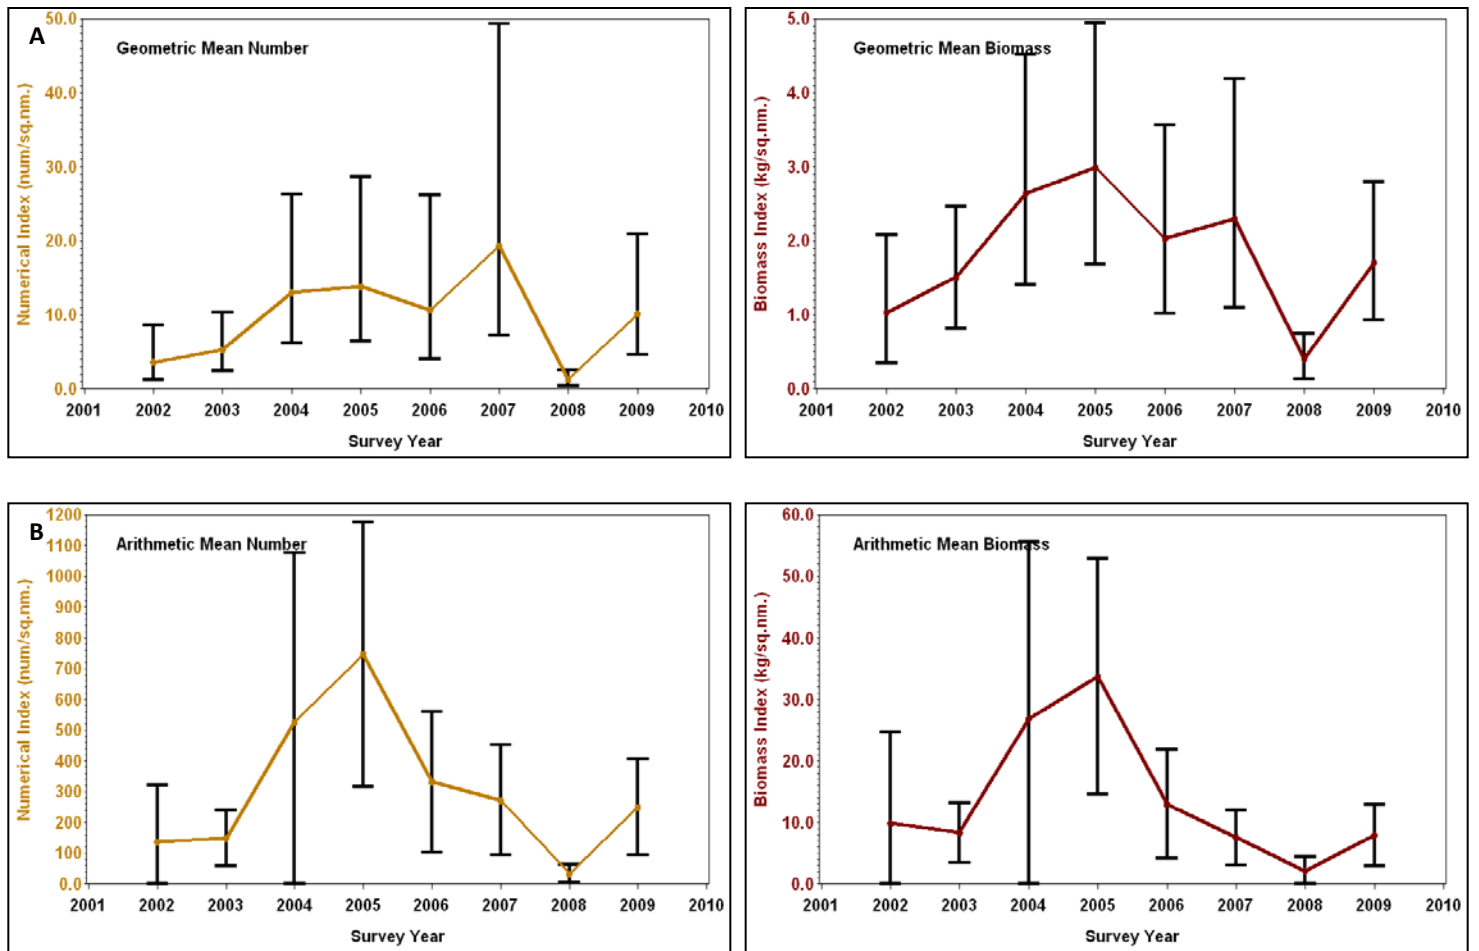 A
Geometric Mean Number
Numerical Index (num/sq.nm.)
50.0
40.0
30.0
20.0
10.0
0.0
2001 2002 2003 2004 2005 2006 2007 2008 2009 2010
Survey Year
Geometric Mean Biomass
Biomass Index (kg/sq.nm.)
5.0
4.0
3.0
2.0
1.0
0.0
2001 2002 2003 2004 2005 2006 2007 2008 2009 2010
Survey Year
B
Arithmetic Mean Number
Numerical Index (num/sq.nm.)
1200
1100
1000
900
800
700
600
500
400
300
200
100
0.0
2001 2002 2003 2004 2005 2006 2007 2008 2009 2010
Survey Year
Arithmetic Mean Biomass
Biomass Index (kg/sq.nm.)
60.0
50.0
40.0
30.0
20.0
10.0
0.0
2001 2002 2003 2004 2005 2006 2007 2008 2009 2010
Survey Year